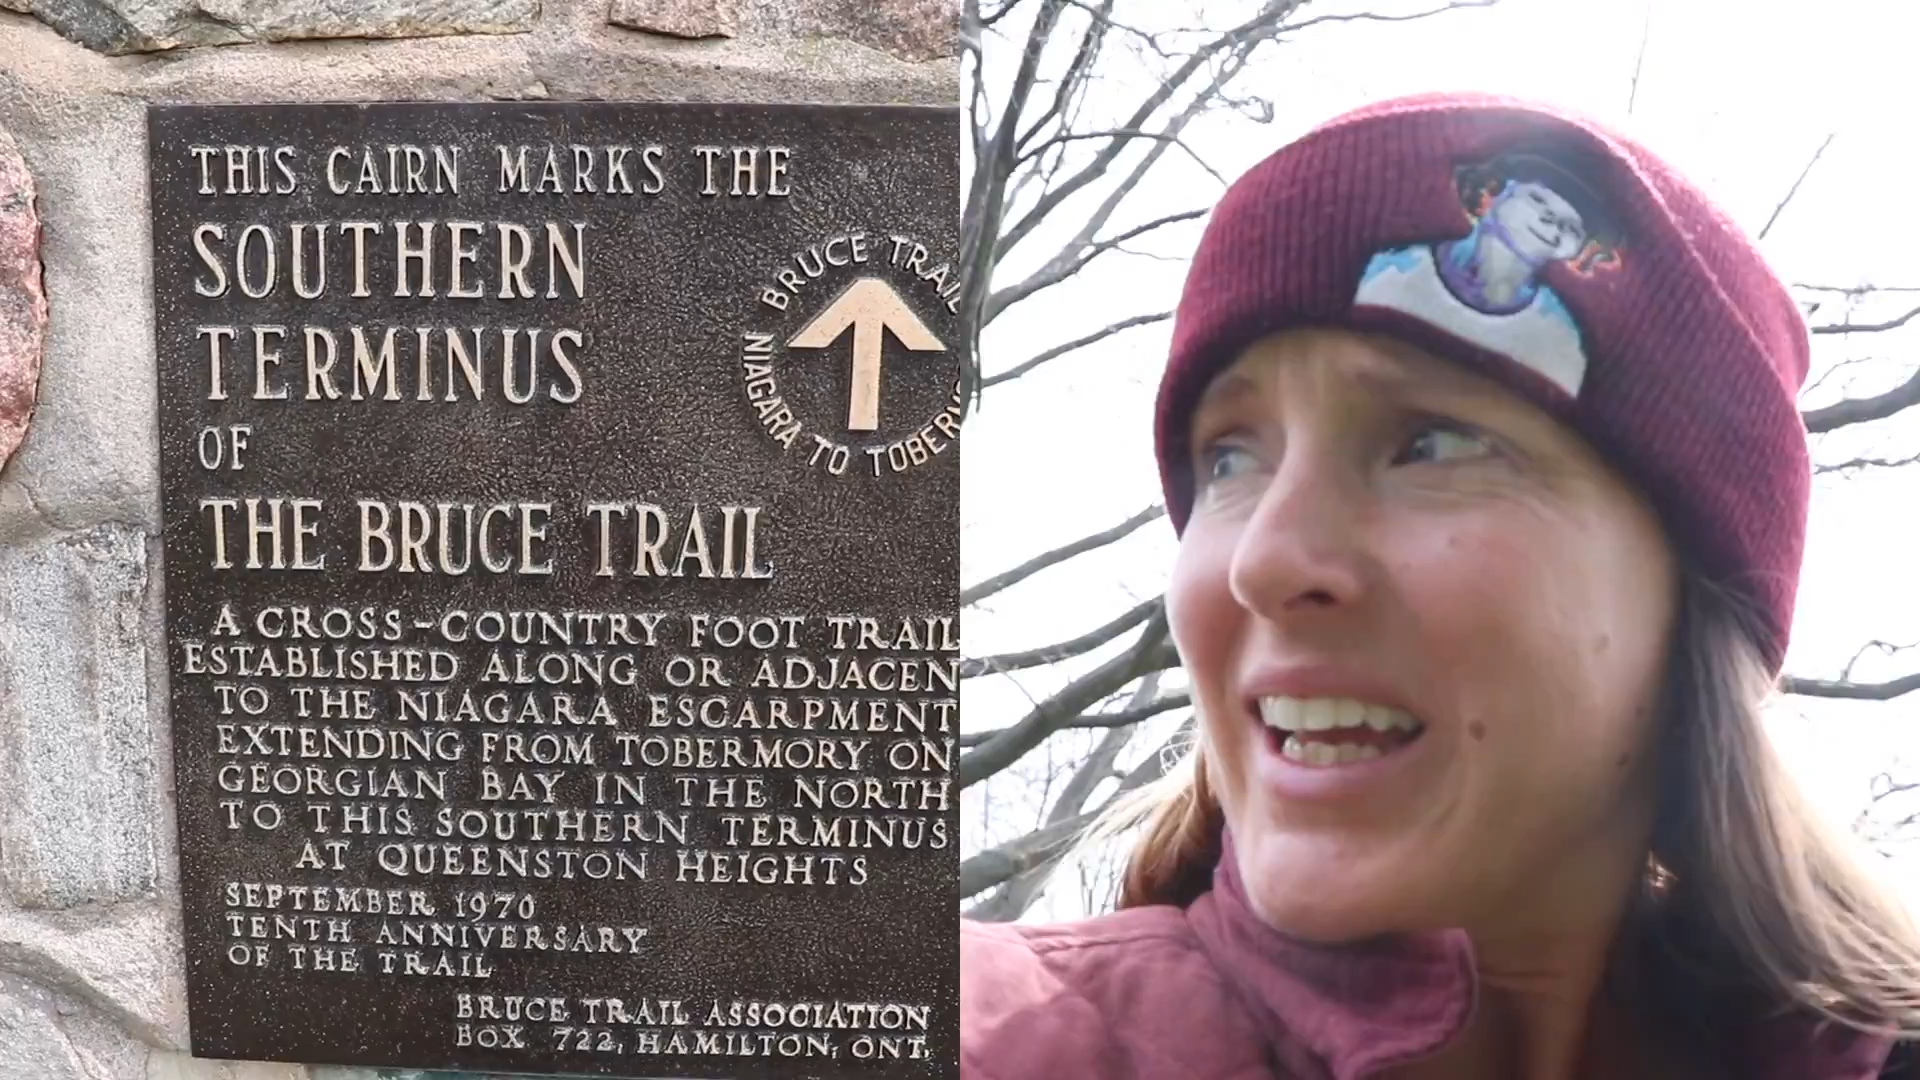 THIS CAIRN MARKS THE
SOUTHERN
TERMINUS
OF
THE BRUCE TRAIL
BRUCE TRAIL
NIAGARA TO TOBERM
A CROSS-COUNTRY FOOT TRAIL
ESTABLISHED ALONG OR ADJACEN
TO THE NIAGARA ESCARPMENT
EXTENDING FROM TOBERMORY ON
GEORGIAN BAY IN THE NORTH
TO THIS SOUTHERN TERMINUS
AT QUEENSTON HEIGHTS
SEPTEMBER 1970
TENTH ANNIVERSARY
OF THE TRAIL
BRUCE TRAIL ASSOCIATION
BOX 722, HAMILTON, ONT.